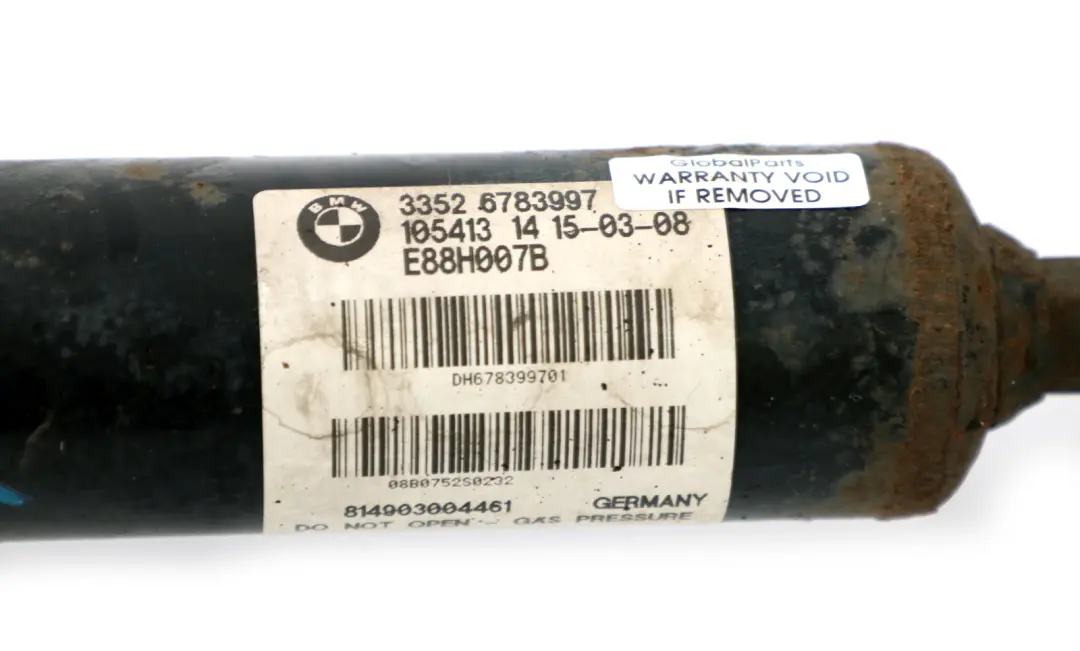 GlobalParts
WARRANTY VOID
IF REMOVED
BMW
3352 6783997
105413 14 15-03-08
E88H007B
DH678399701
08B0752S0232
814903004461 GERMANY
DO NOT OPEN - GAS PRESSURE